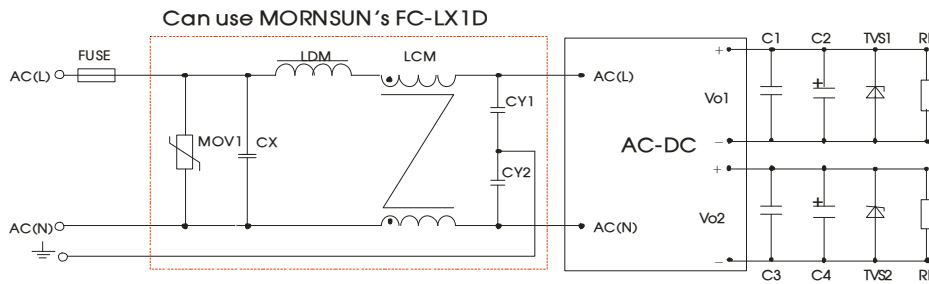 Can use MORNSUN's FC-LX1D
FUSE
LDM
LCM
C1
C2
TVS1
AC(L)
AC(L)
CY1
+
+
MOV1
CX
Vo1
AC-DC
CY2
−
+
+
AC(N)
AC(N)
Vo2
−
C3
C4
TVS2